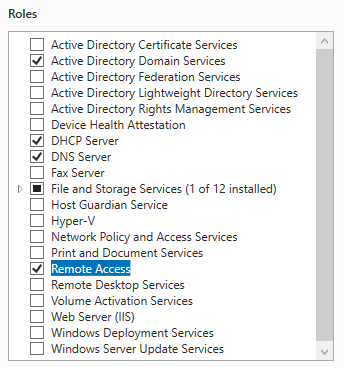 Roles
Active Directory Certificate Services
Active Directory Domain Services
Active Directory Federation Services
Active Directory Lightweight Directory Services
Active Directory Rights Management Services
Device Health Attestation
DHCP Server
DNS Server
Fax Server
File and Storage Services (1 of 12 installed)
Host Guardian Service
Hyper-V
Network Policy and Access Services
Print and Document Services
Remote Access
Remote Desktop Services
Volume Activation Services
Web Server (IIS)
Windows Deployment Services
Windows Server Update Services